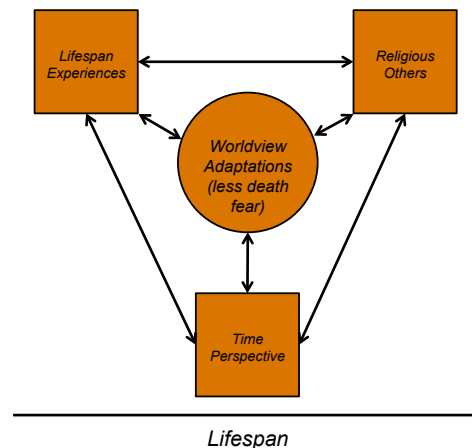 Lifespan
Experiences
Religious
Others
Worldview
Adaptations
(less death
fear)
Time
Perspective
Lifespan